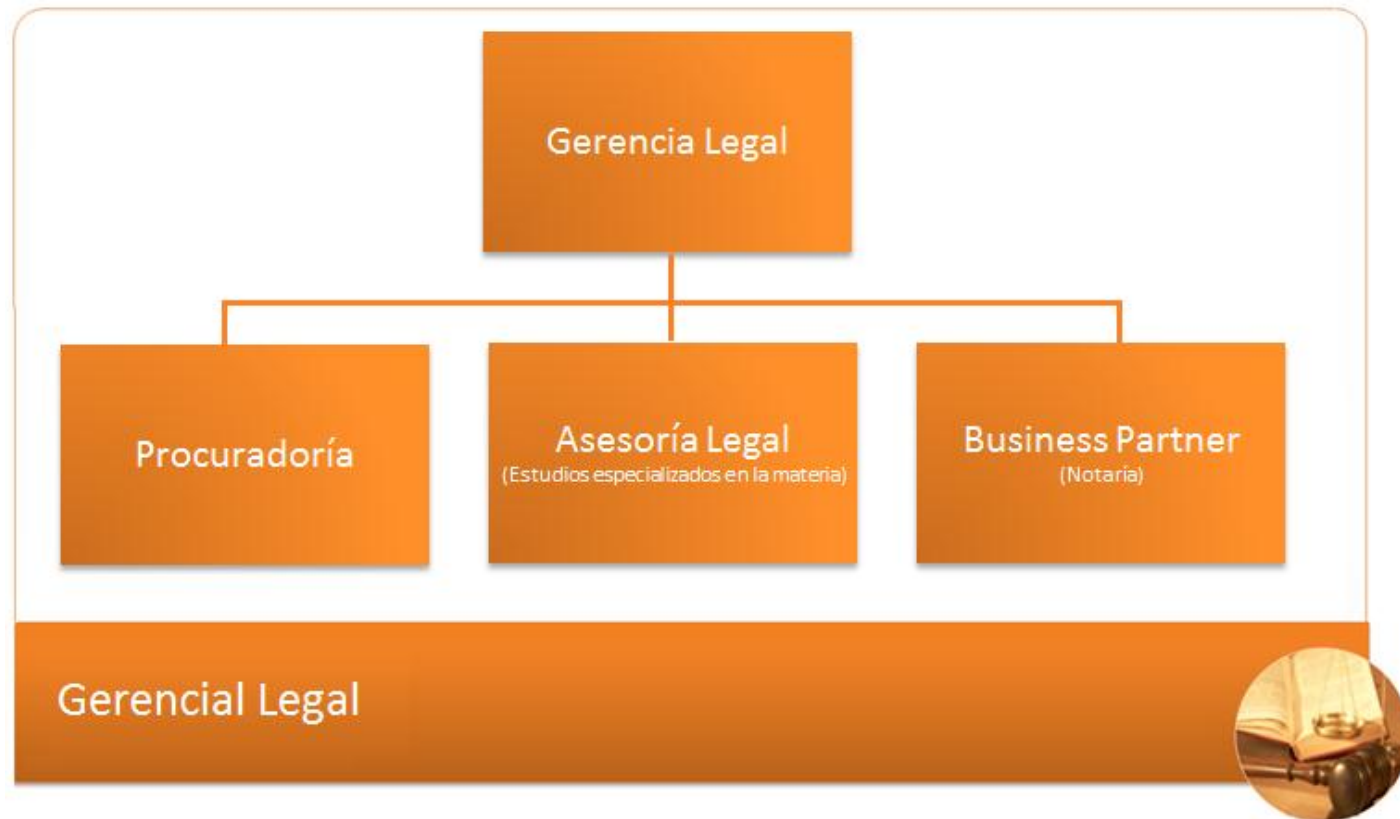 Gerencia Legal
Procuradoría
Asesoría Legal
(Estudios especializados en la materia)
Business Partner
(Notaría)
Gerencial Legal